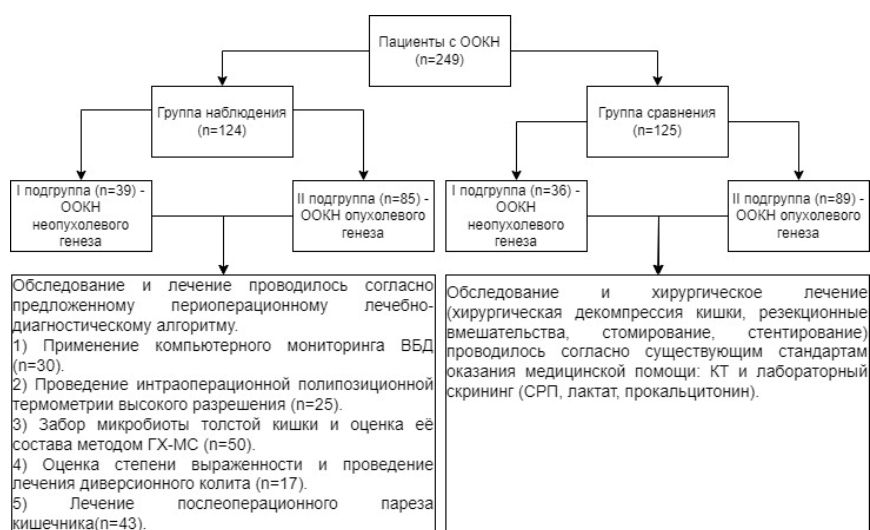 Пациенты с ООКН
(n=249)
Группа наблюдения
(n=124)
Группа сравнения
(n=125)
I подгруппа (n=39) -
ООКН
неопухолевого
генеза
II подгруппа (n=85) -
ООКН опухолевого
генеза
I подгруппа (n=36) -
ООКН
неопухолевого
генеза
II подгруппа (n=89) -
ООКН опухолевого
генеза
Обследование и лечение проводилось согласно
предложенному периоперационному лечебно-
диагностическому алгоритму.
1) Применение компьютерного мониторинга ВБД
(n=30).
2) Проведение интраоперационной полипозиционной
термометрии высокого разрешения (n=25).
3) Забор микробиоты толстой кишки и оценка её
состава методом ГХ-МС (n=50).
4) Оценка степени выраженности и проведение
лечения диверсионного колита (n=17).
5) Лечение послеоперационного пареза
кишечника(n=43).
Обследование и хирургическое лечение
(хирургическая декомпрессия кишки, резекционные
вмешательства, стомирование, стентирование)
проводилось согласно существующим стандартам
оказания медицинской помощи: КТ и лабораторный
скрининг (СРП, лактат, прокальцитонин).